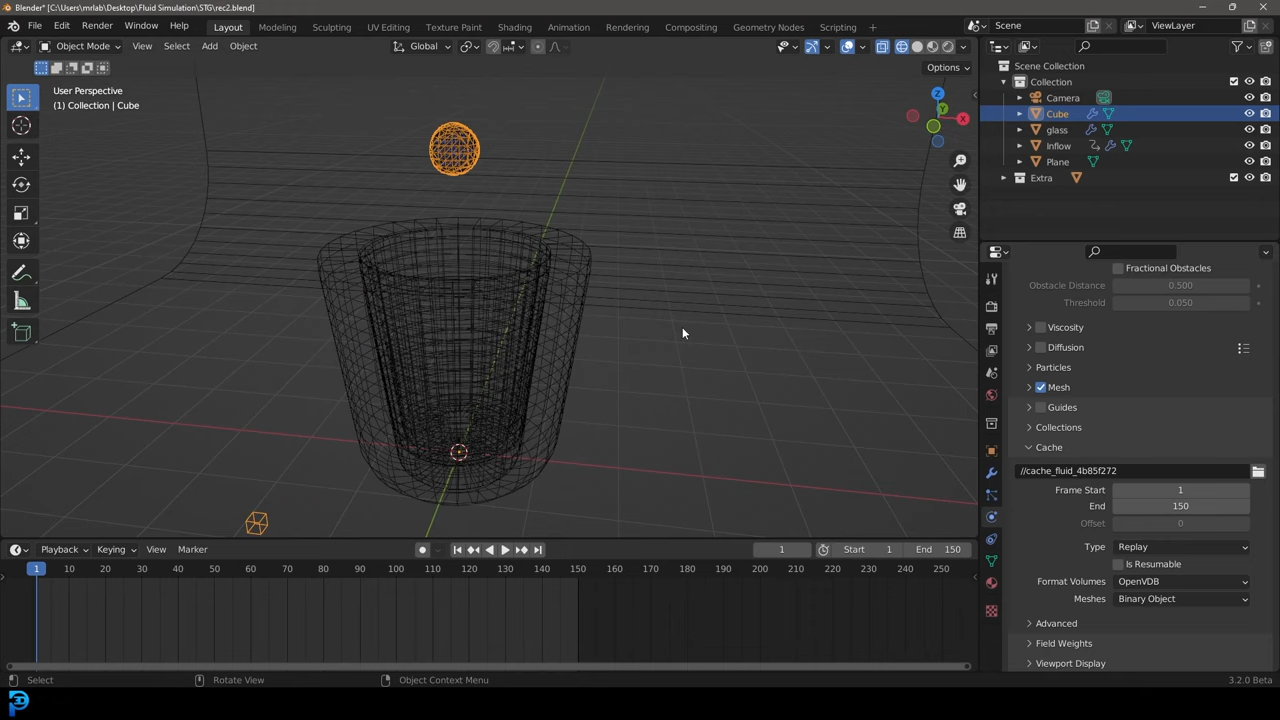 Blender* [C:\Users\mrlab\Desktop\Fluid Simulation\STG\rec2.blend]
File Edit Render Window Help Layout Modeling Sculpting UV Editing Texture Paint Shading Animation Rendering Compositing Geometry Nodes Scripting + Scene ViewLayer
Object Mode View Select Add Object Global
Options
User Perspective
(1) Collection | Cube
Z
Y
X
Scene Collection
Collection
Camera
Cube
glass
Inflow
Plane
Extra
Fractional Obstacles
Obstacle Distance 0.500
Threshold 0.050
Viscosity
Diffusion
Particles
Mesh
Guides
Collections
Cache
//cache_fluid_4b85f272
Frame Start 1
End 150
Offset 0
Type Replay
Is Resumable
Format Volumes OpenVDB
Meshes Binary Object
Advanced
Field Weights
Viewport Display
Playback Keying View Marker 1 Start 1 End 150
1 10 20 30 40 50 60 70 80 90 100 110 120 130 140 150 160 170 180 190 200 210 220 230 240 250
Select Rotate View Object Context Menu 3.2.0 Beta